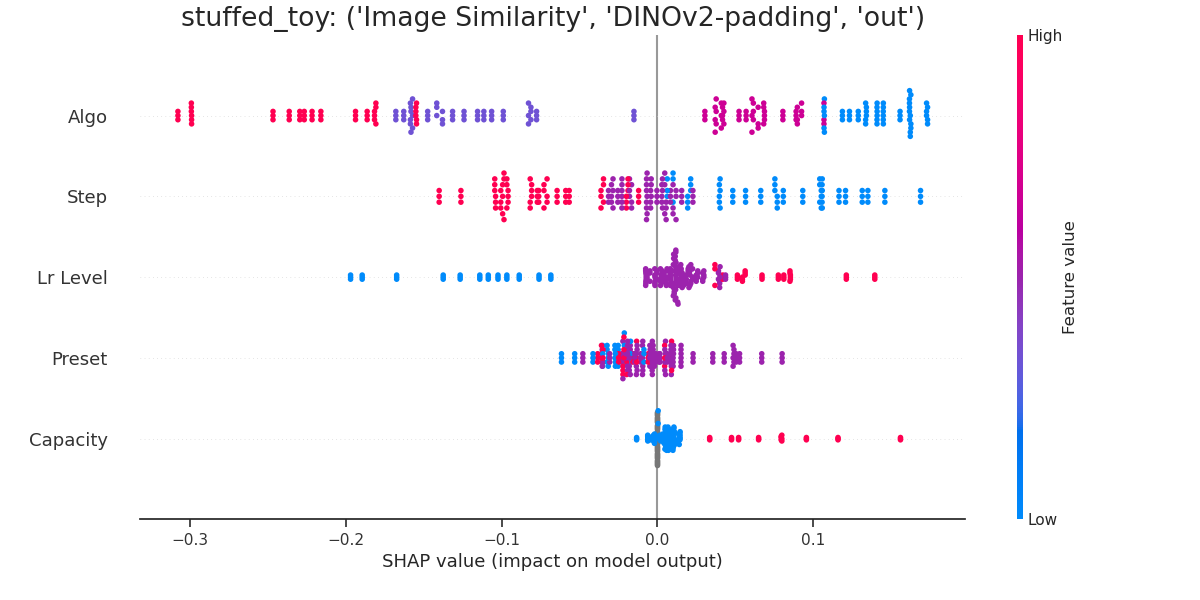 stuffed_toy: ('Image Similarity', 'DINOv2-padding', 'out')
High
Algo
Step
Lr Level
Preset
Capacity
Feature value
Low
−0.3
−0.2
−0.1
0.0
0.1
SHAP value (impact on model output)